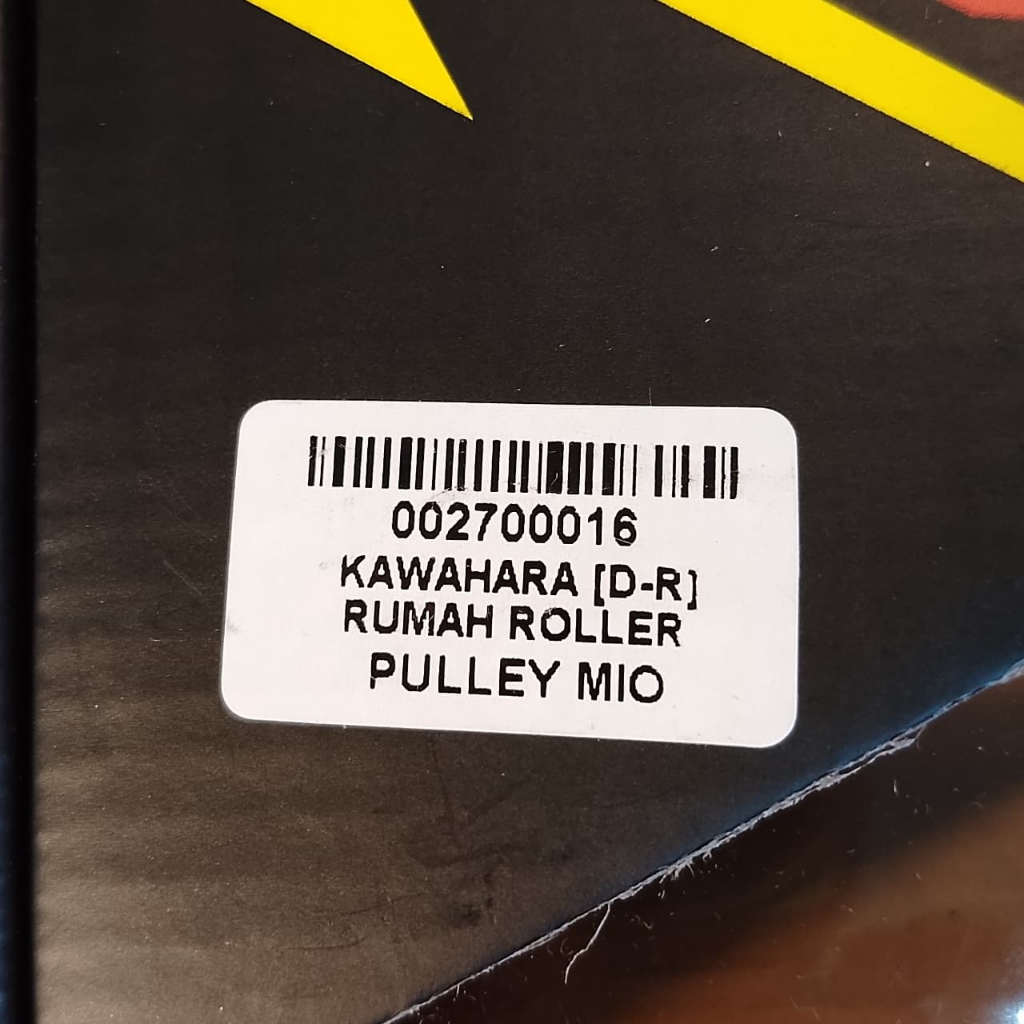 002700016
KAWAHARA [D-R]
RUMAH ROLLER
PULLEY MIO